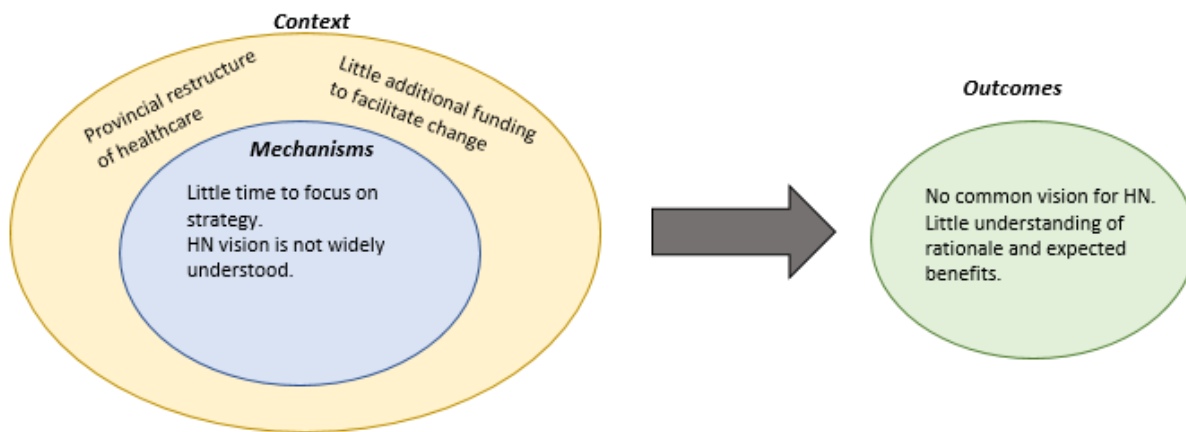 Context
Provincial restructure
of healthcare
Little additional funding
to facilitate change
Mechanisms
Little time to focus on
strategy.
HN vision is not widely
understood.
Outcomes
No common vision for HN.
Little understanding of
rationale and expected
benefits.